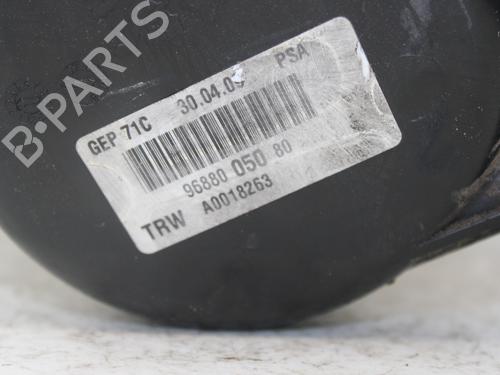 B-PARTS
GEP 71C 30.04.09 PSA
96880 050 80
TRW A0018263